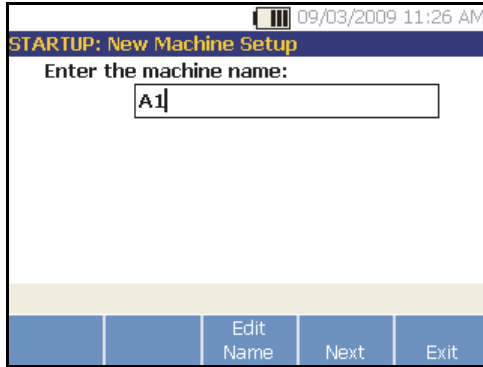 09/03/2009 11:26 AM
STARTUP: New Machine Setup
Enter the machine name:
A1
Edit
Name Next Exit